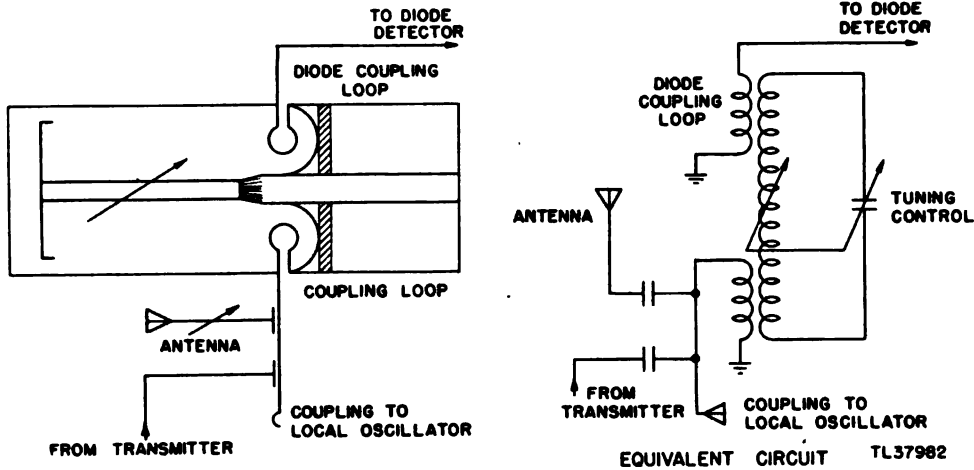 TO DIODE
DETECTOR
DIODE COUPLING
LOOP
COUPLING LOOP
ANTENNA
FROM TRANSMITTER
COUPLING TO
LOCAL OSCILLATOR
TO DIODE
DETECTOR
DIODE
COUPLING
LOOP
ANTENNA
TUNING
CONTROL
FROM
TRANSMITTER
COUPLING TO
LOCAL OSCILLATOR
EQUIVALENT CIRCUIT
TL37982